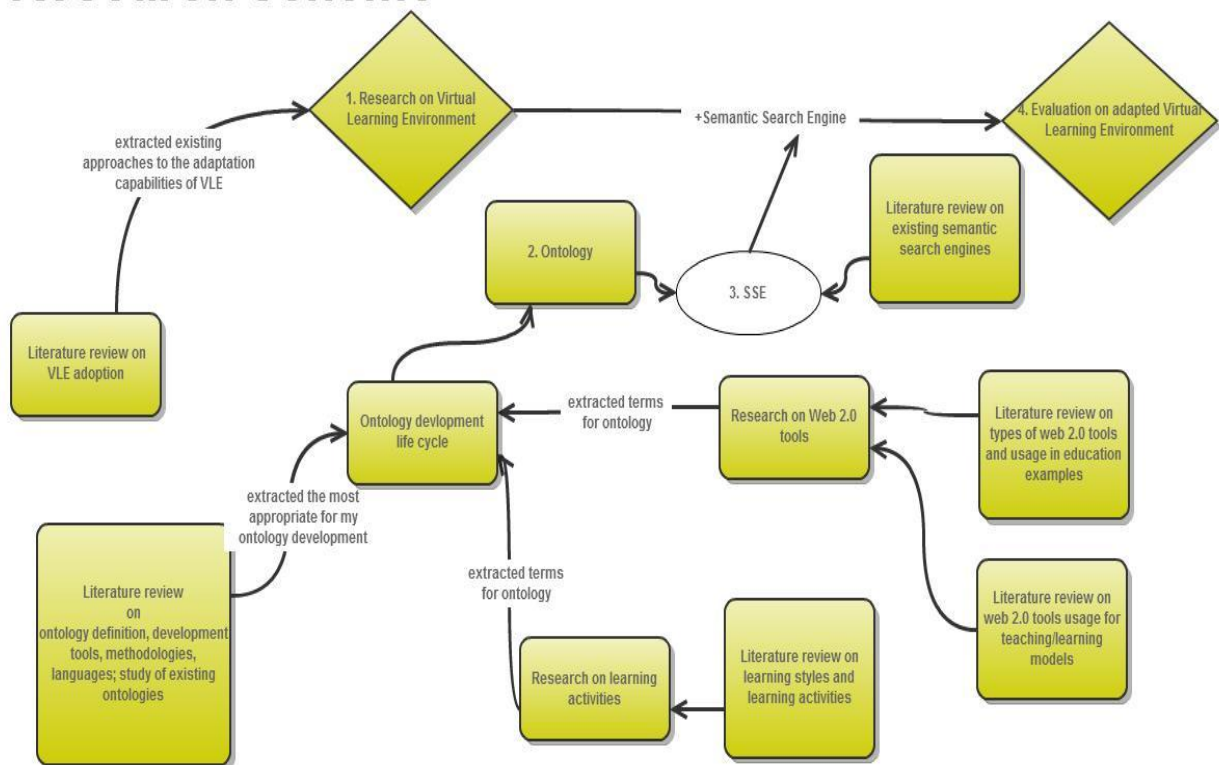 1. Research on Virtual
Learning Environment
+Semantic Search Engine
4. Evaluation on adapted Virtual
Learning Environment
extracted existing
approaches to the adaptation
capabilities of VLE
Literature review on
existing semantic
search engines
2. Ontology
3. SSE
Literature review on
VLE adoption
Ontology devlopment
life cycle
extracted terms
for ontology
Research on Web 2.0
tools
Literature review on
types of web 2.0 tools
and usage in education
examples
extracted the most
appropriate for my
ontology development
Literature review
on
ontology definition, development
tools, methodologies,
languages; study of existing
ontologies
extracted terms
for ontology
Literature review on
web 2.0 tools usage for
teaching/learning
models
Research on learning
activities
Literature review on
learning styles and
learning activities